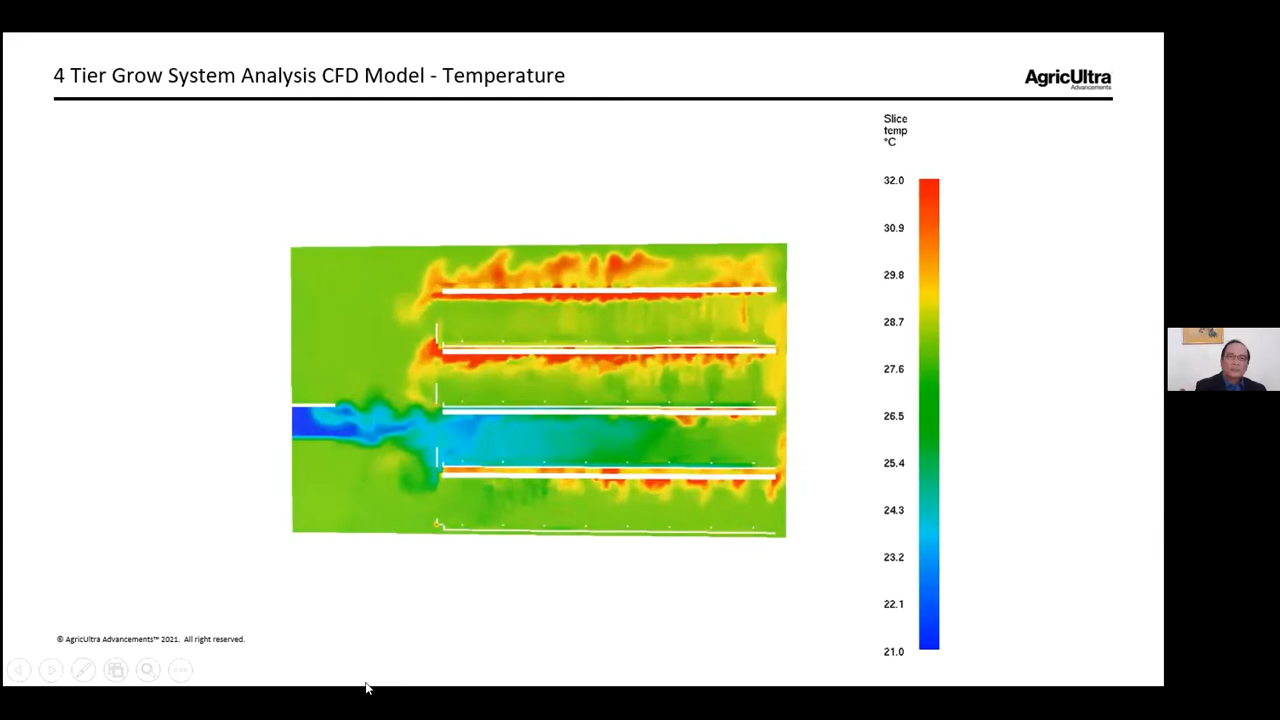 4 Tier Grow System Analysis CFD Model - Temperature
AgricUltra
Advancements
Slice
temp
°C
32.0
30.9
29.8
28.7
27.6
26.5
25.4
24.3
23.2
22.1
21.0
© AgricUltra Advancements™ 2021. All right reserved.